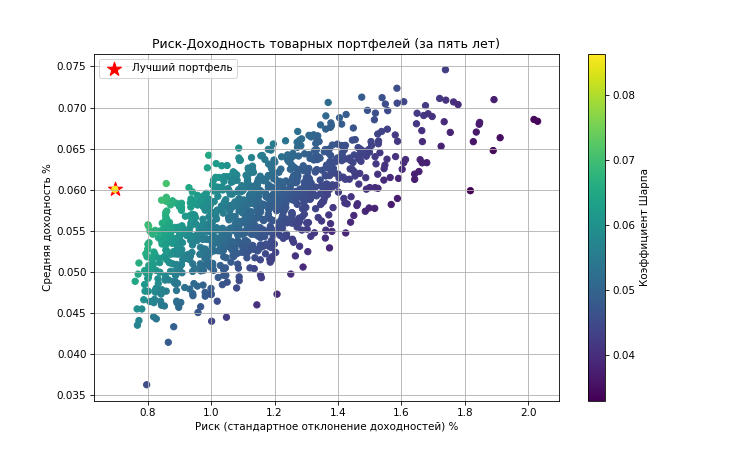 Риск-Доходность товарных портфелей (за пять лет)
Лучший портфель
Средняя доходность %
0.075
0.070
0.065
0.060
0.055
0.050
0.045
0.040
0.035
0.8 1.0 1.2 1.4 1.6 1.8 2.0
Риск (стандартное отклонение доходностей) %
0.08
0.07
0.06
0.05
0.04
Коэффициент Шарпа